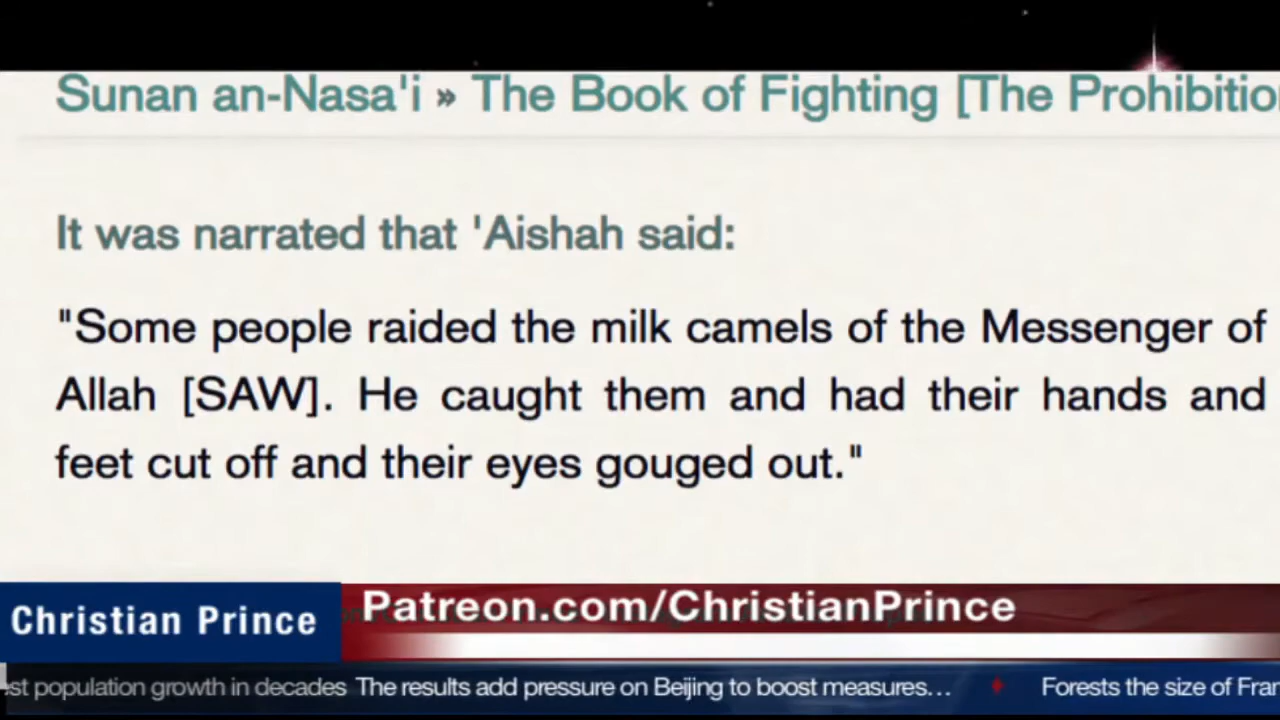 Sunan an-Nasa'i » The Book of Fighting [The Prohibitio
It was narrated that 'Aishah said:
"Some people raided the milk camels of the Messenger of
Allah [SAW]. He caught them and had their hands and
feet cut off and their eyes gouged out."
Christian Prince
Patreon.com/ChristianPrince
st population growth in decades The results add pressure on Beijing to boost measures… ♦ Forests the size of Fran